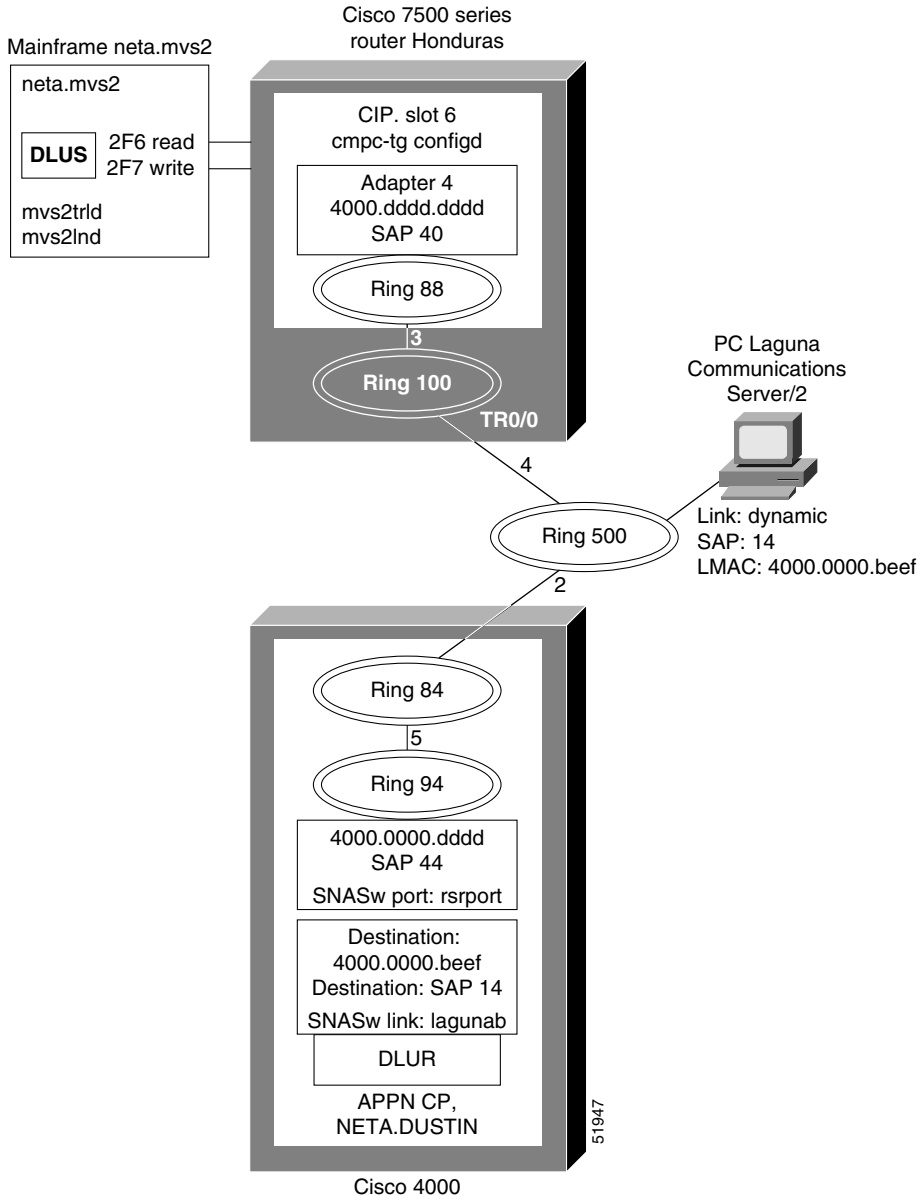 Cisco 7500 series
router Honduras
Mainframe neta.mvs2
neta.mvs2
DLUS
2F6 read
2F7 write
mvs2trld
mvs2lnd
CIP. slot 6
cmpc-tg configd
Adapter 4
4000.dddd.dddd
SAP 40
Ring 88
3
Ring 100
TR0/0
4
PC Laguna
Communications
Server/2
Link: dynamic
SAP: 14
LMAC: 4000.0000.beef
Ring 500
2
Ring 84
5
Ring 94
4000.0000.dddd
SAP 44
SNASw port: rsrport
Destination:
4000.0000.beef
Destination: SAP 14
SNASw link: lagunab
DLUR
APPN CP,
NETA.DUSTIN
51947
Cisco 4000